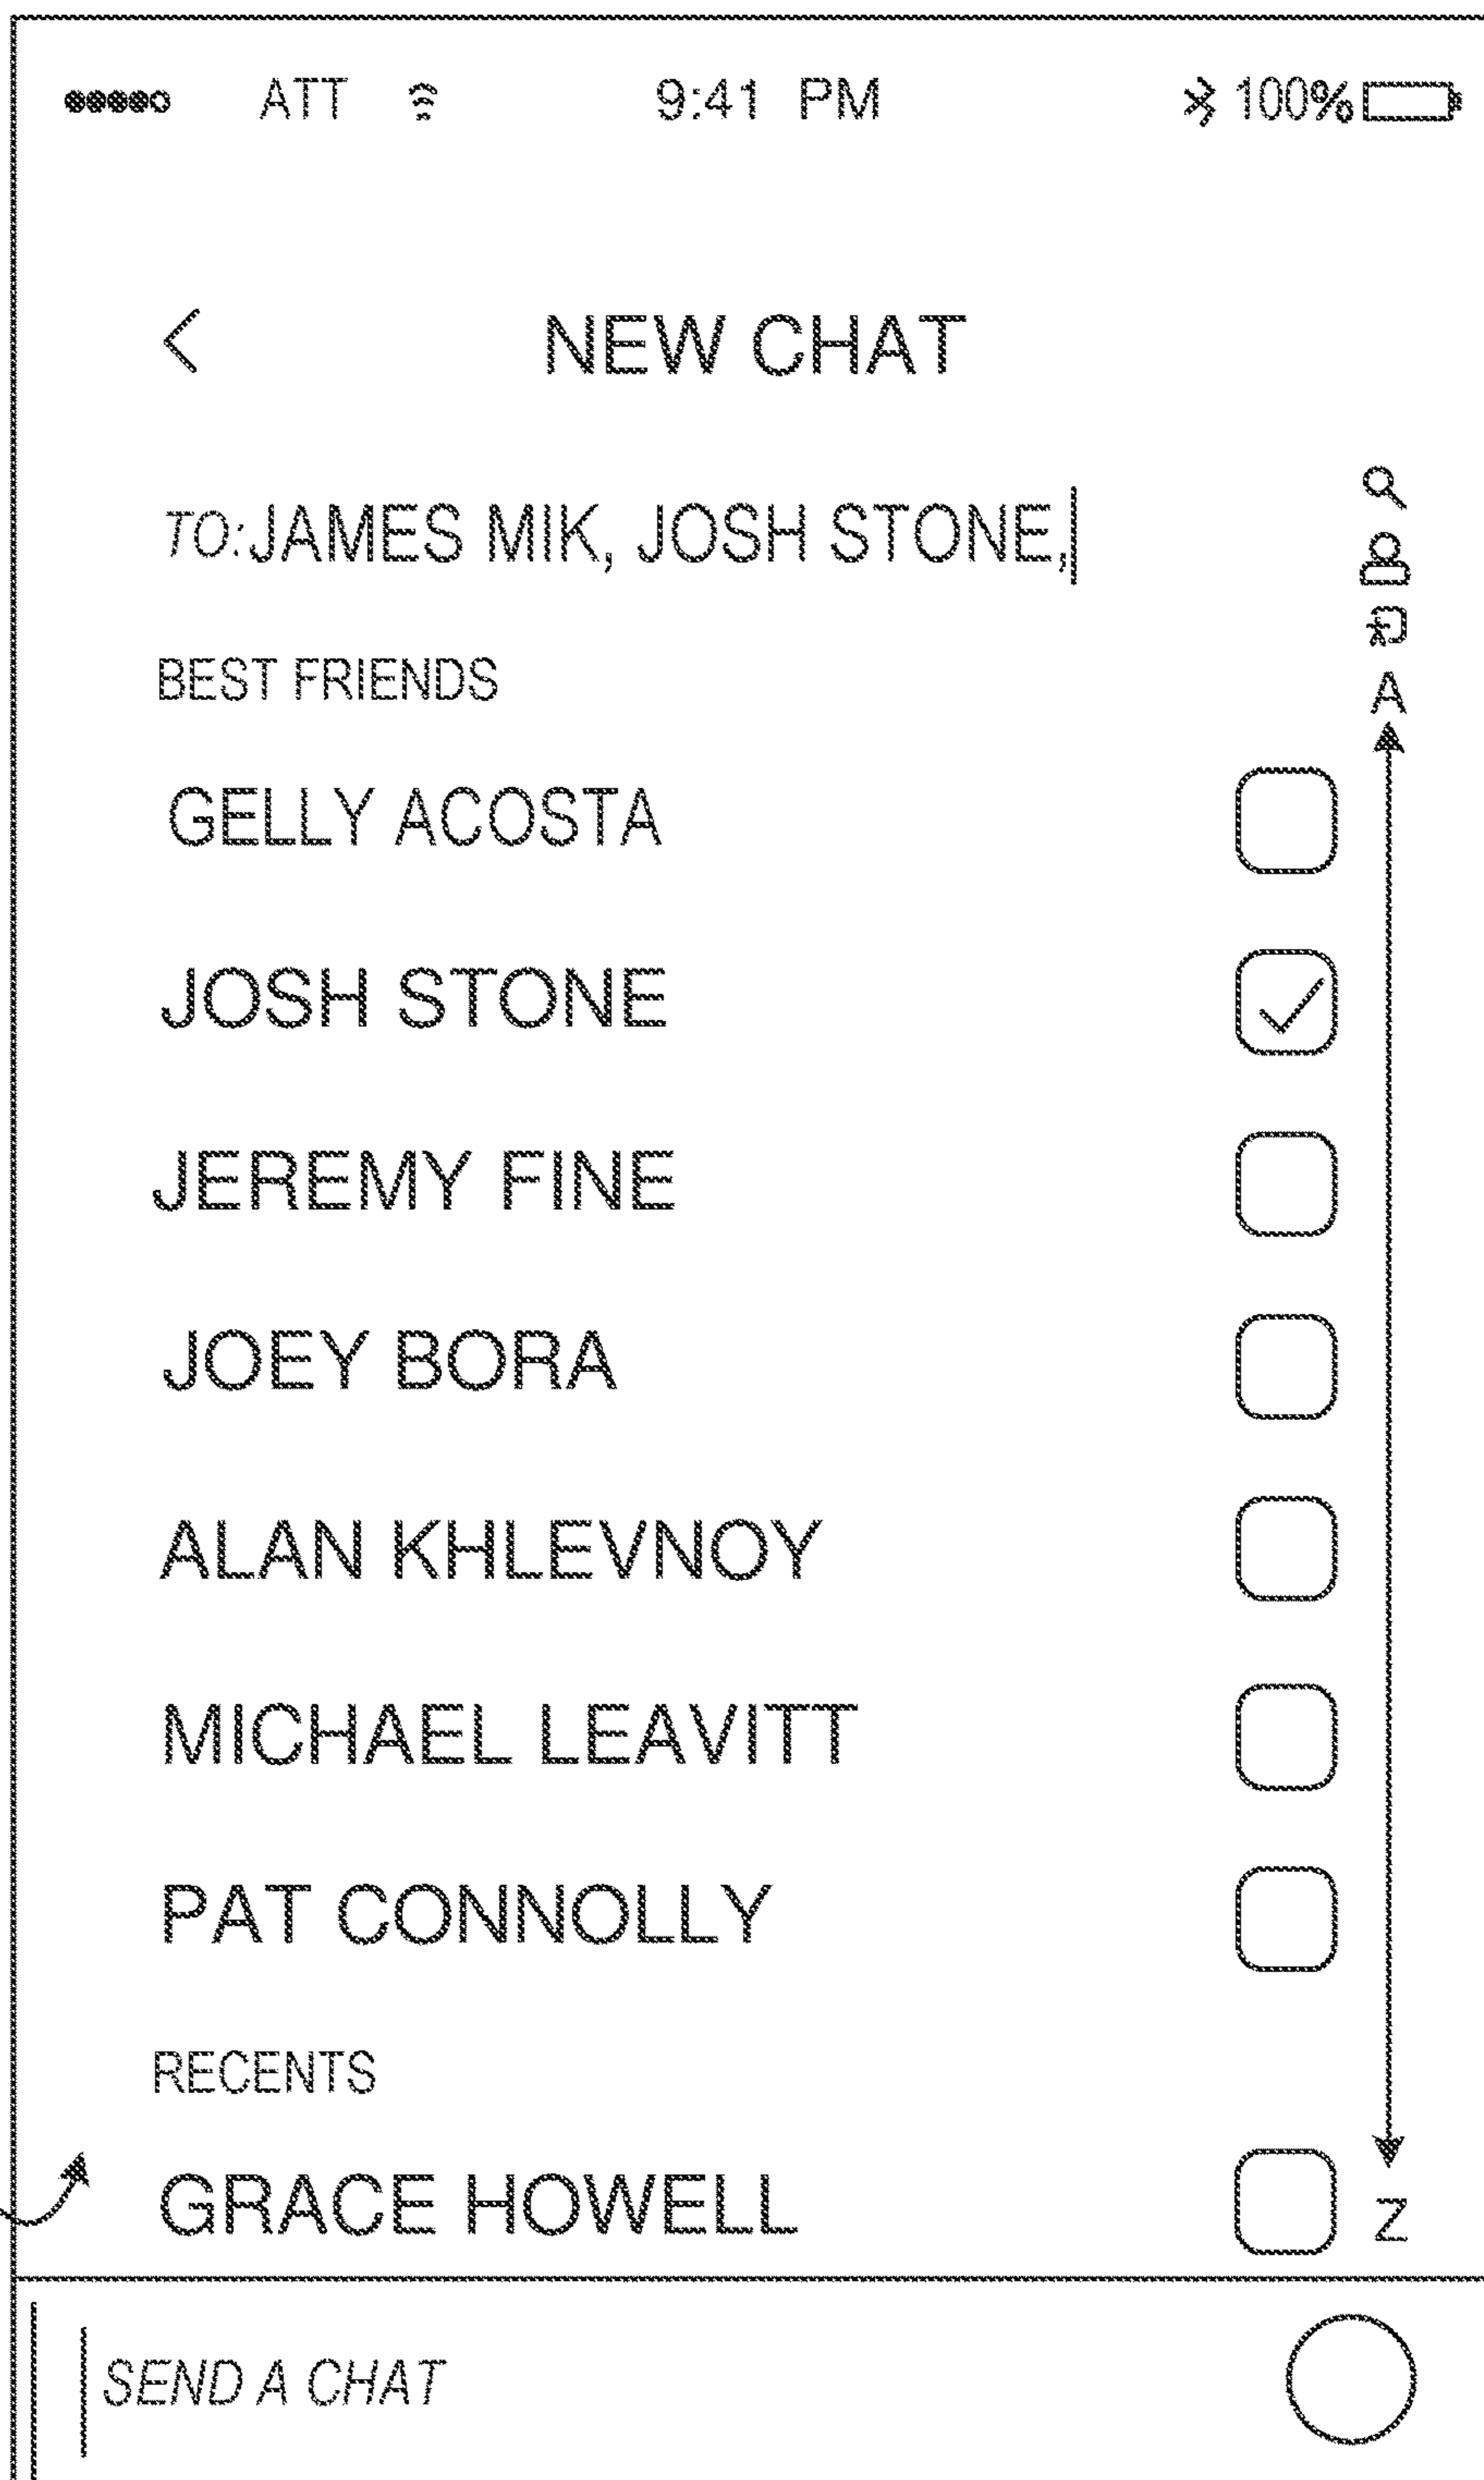 ATT 9:41 PM 100%
< NEW CHAT
TO: JAMES MIK, JOSH STONE,
BEST FRIENDS
A
GELLY ACOSTA
JOSH STONE
JEREMY FINE
JOEY BORA
ALAN KHLEVNOY
MICHAEL LEAVITT
PAT CONNOLLY
RECENTS
GRACE HOWELL
Z
SEND A CHAT